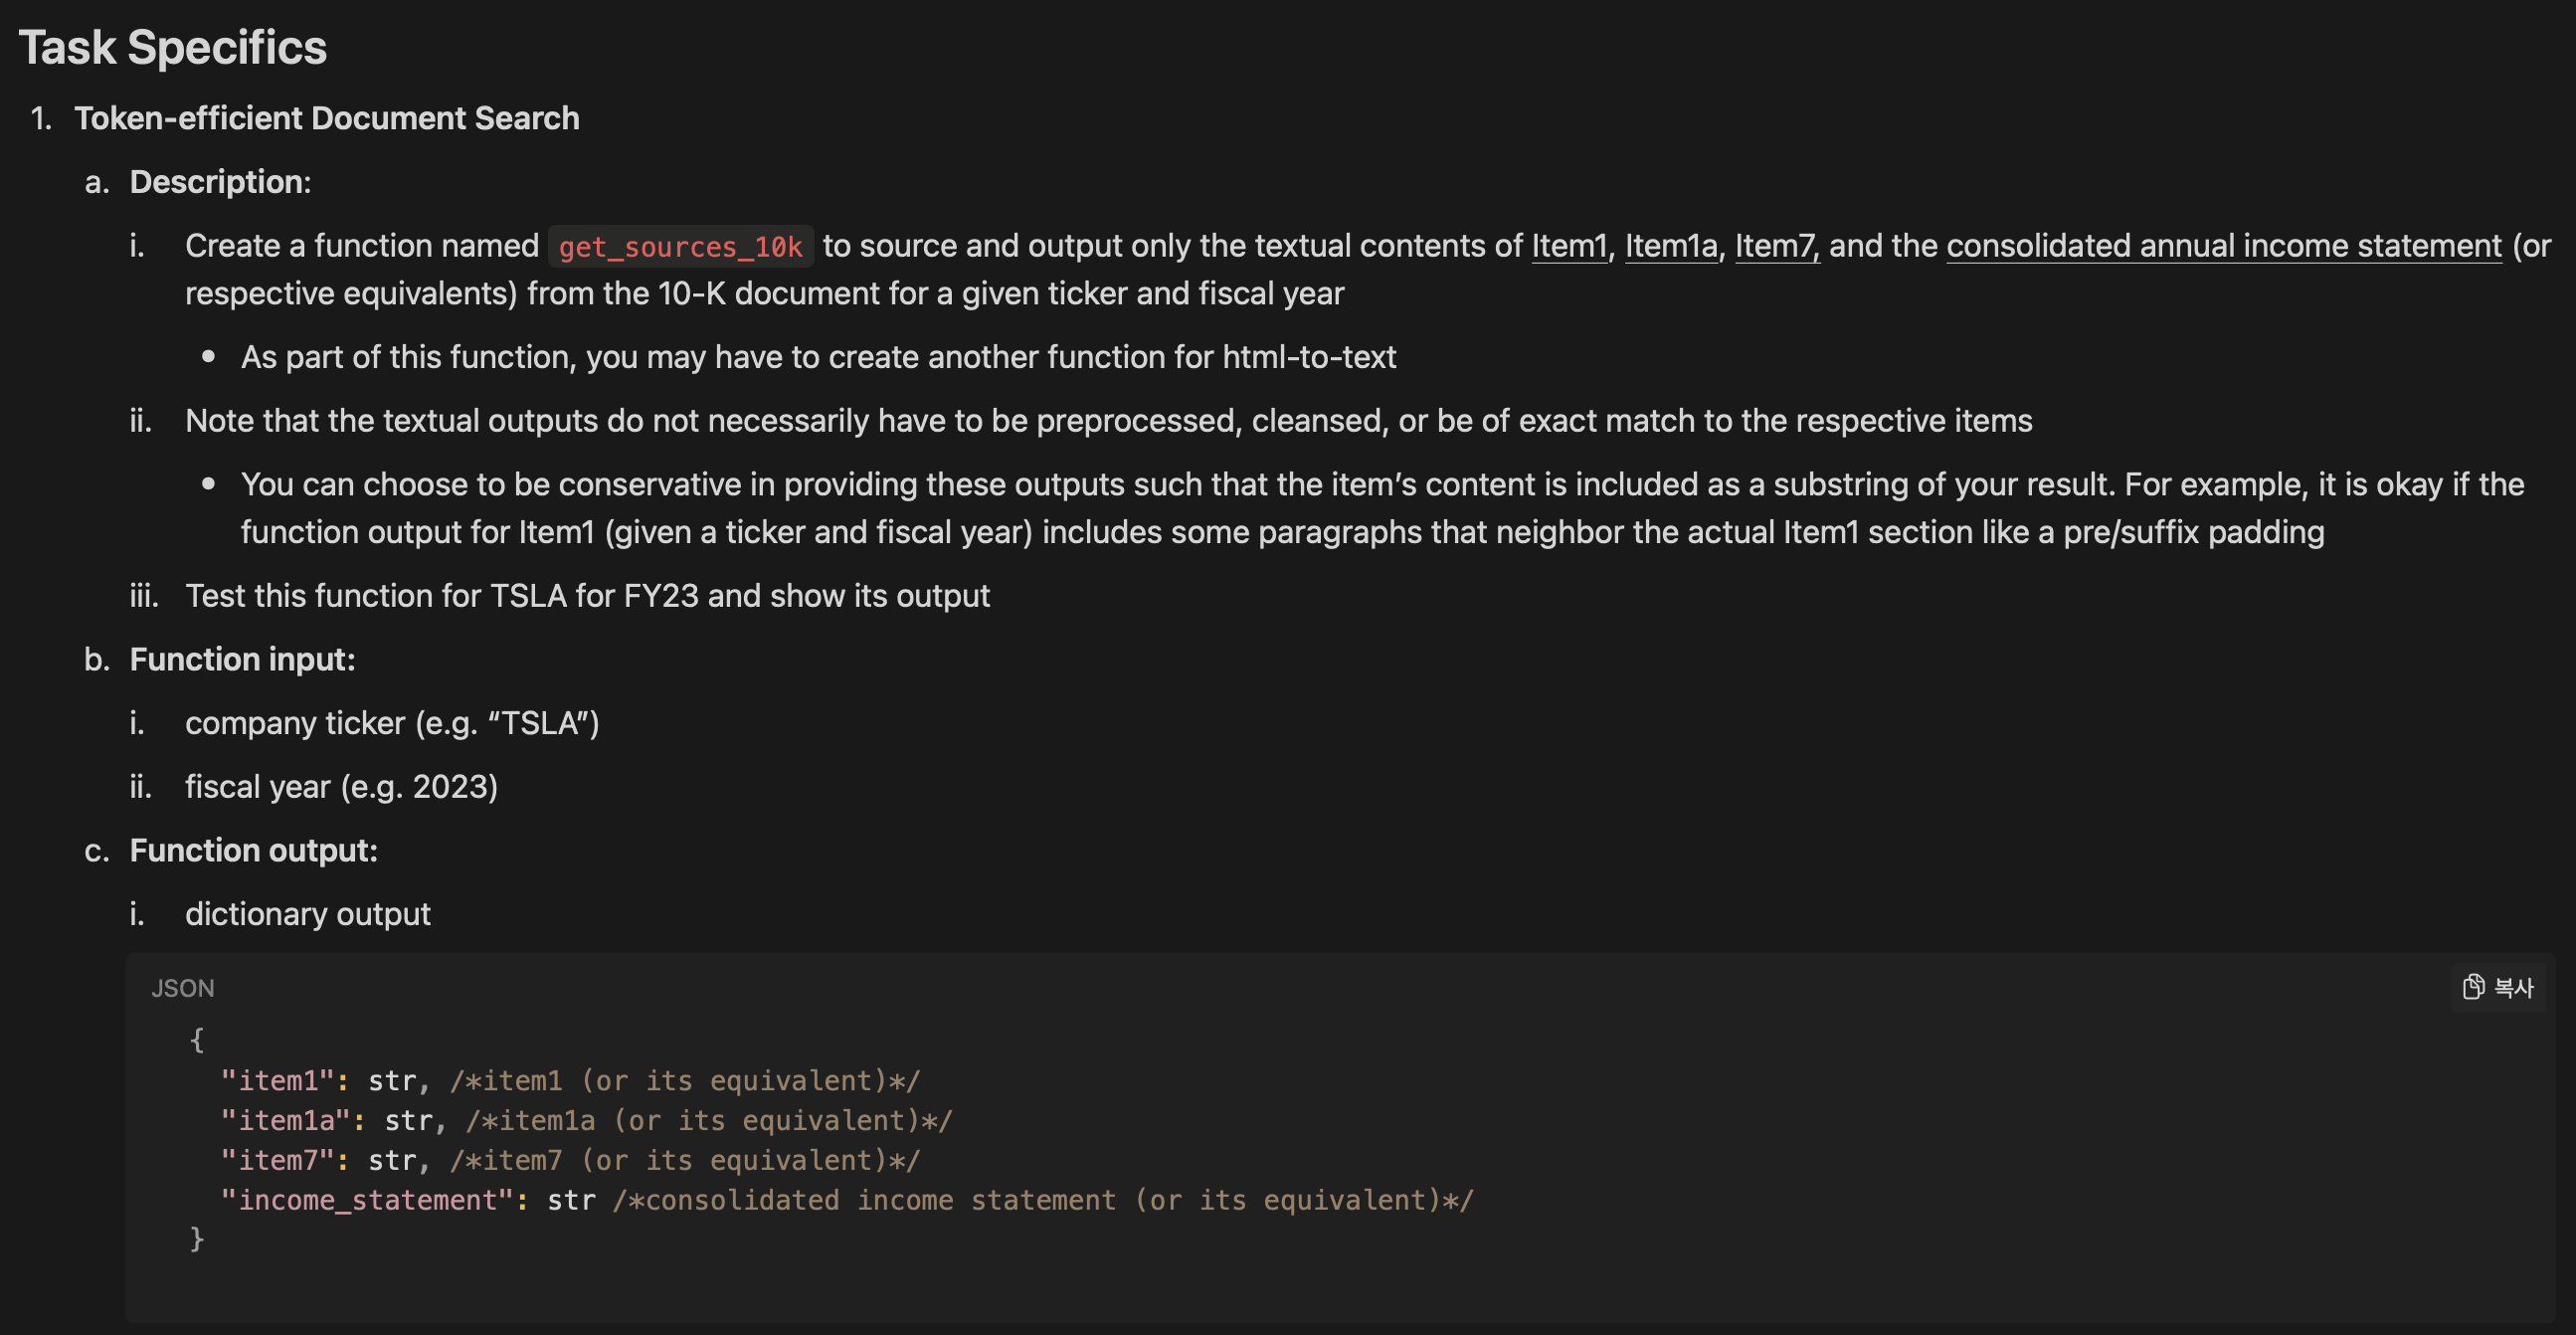 Task Specifics
1. Token-efficient Document Search
a. Description:
i. Create a function named get_sources_10k to source and output only the textual contents of Item1, Item1a, Item7, and the consolidated annual income statement (or
respective equivalents) from the 10-K document for a given ticker and fiscal year
• As part of this function, you may have to create another function for html-to-text
ii. Note that the textual outputs do not necessarily have to be preprocessed, cleansed, or be of exact match to the respective items
• You can choose to be conservative in providing these outputs such that the item’s content is included as a substring of your result. For example, it is okay if the
function output for Item1 (given a ticker and fiscal year) includes some paragraphs that neighbor the actual Item1 section like a pre/suffix padding
iii. Test this function for TSLA for FY23 and show its output
b. Function input:
i. company ticker (e.g. “TSLA”)
ii. fiscal year (e.g. 2023)
c. Function output:
i. dictionary output
JSON
복사
{
"item1": str, /*item1 (or its equivalent)*/
"item1a": str, /*item1a (or its equivalent)*/
"item7": str, /*item7 (or its equivalent)*/
"income_statement": str /*consolidated income statement (or its equivalent)*/
}